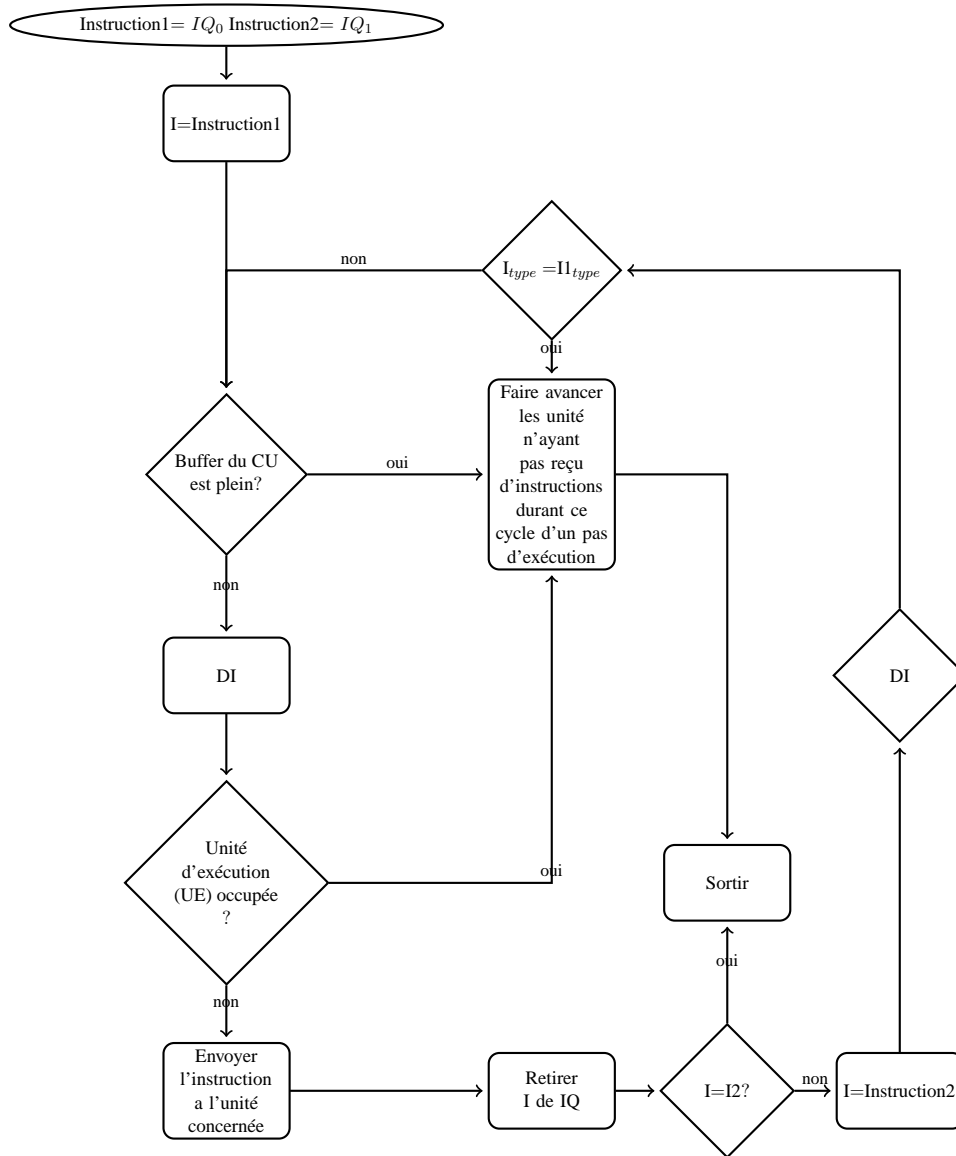 Instruction1= IQ0 Instruction2= IQ1
I=Instruction1
Itype =I1type
non
oui
Buffer du CU
est plein?
oui
Faire avancer
les unité
n'ayant
pas reçu
d'instructions
durant ce
cycle d'un pas
d'exécution
non
DI
DI
Unité
d'exécution
(UE) occupée
?
oui
Sortir
non
oui
Envoyer
l'instruction
a l'unité
concernée
Retirer
I de IQ
I=I2?
non
I=Instruction2